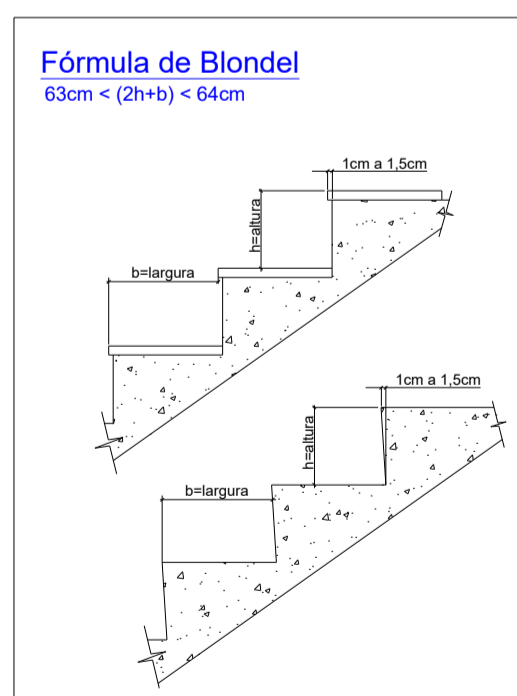 Fórmula de Blondel
63cm < (2h+b) < 64cm
1cm a 1,5cm
h=altura
b=largura
1cm a 1,5cm
h=altura
b=largura